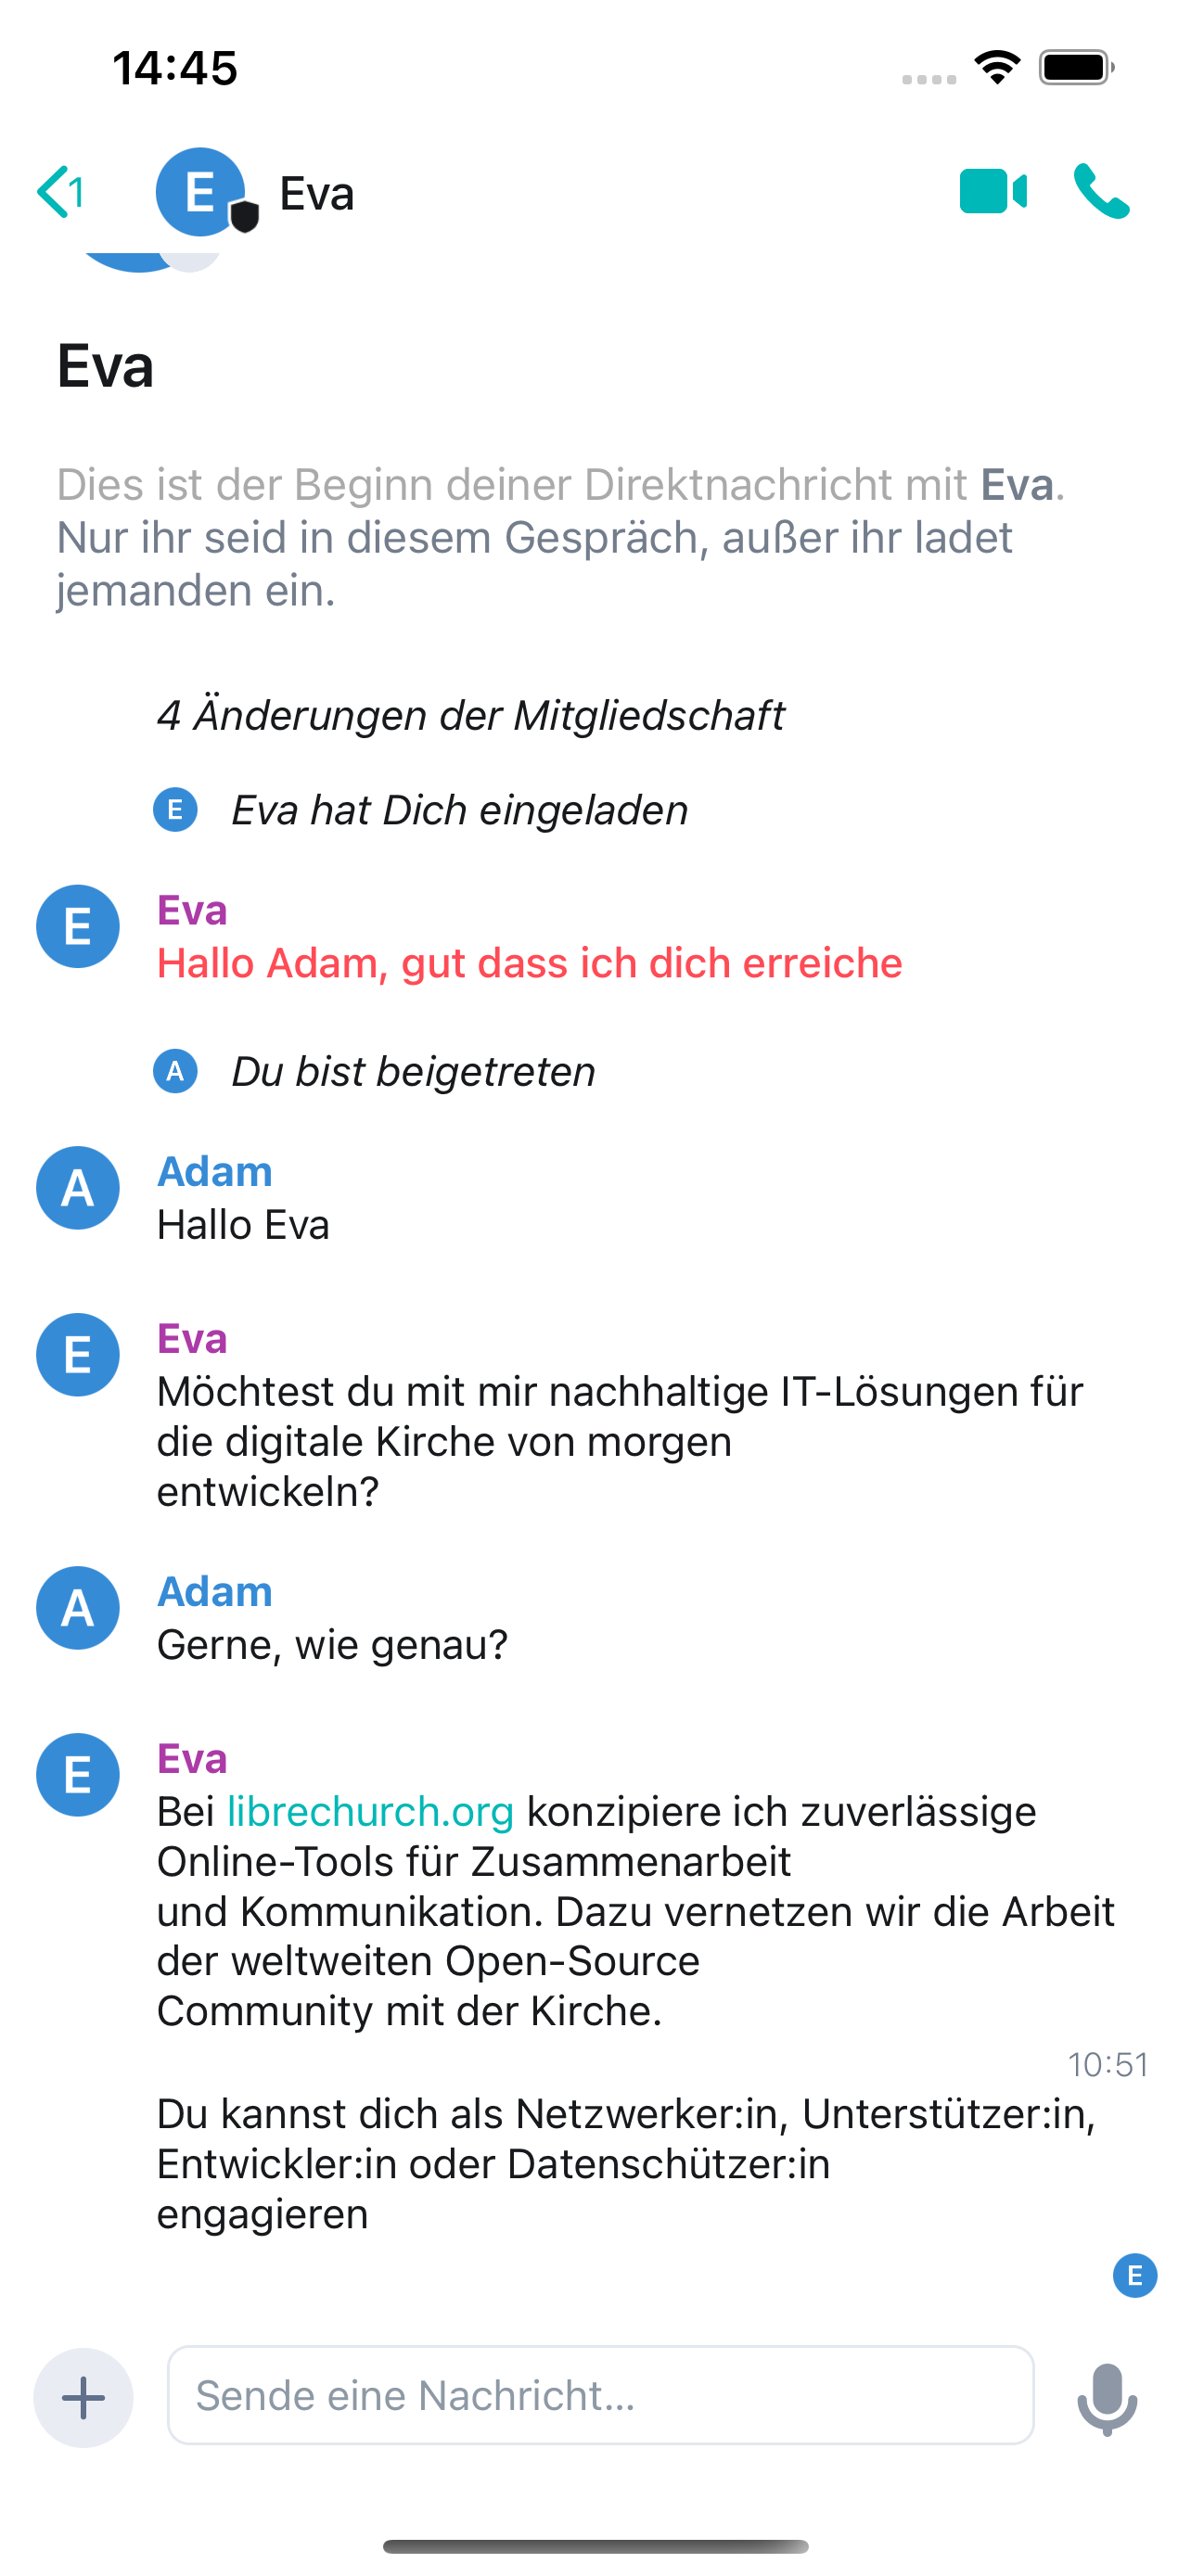 14:45
1
E
Eva
Eva
Dies ist der Beginn deiner Direktnachricht mit Eva.
Nur ihr seid in diesem Gespräch, außer ihr ladet
jemanden ein.
4 Änderungen der Mitgliedschaft
E Eva hat Dich eingeladen
E
Eva
Hallo Adam, gut dass ich dich erreiche
A Du bist beigetreten
A
Adam
Hallo Eva
E
Eva
Möchtest du mit mir nachhaltige IT-Lösungen für
die digitale Kirche von morgen
entwickeln?
A
Adam
Gerne, wie genau?
E
Eva
Bei librechurch.org konzipiere ich zuverlässige
Online-Tools für Zusammenarbeit
und Kommunikation. Dazu vernetzen wir die Arbeit
der weltweiten Open-Source
Community mit der Kirche.
10:51
Du kannst dich als Netzwerker:in, Unterstützer:in,
Entwickler:in oder Datenschützer:in
engagieren
E
Sende eine Nachricht...